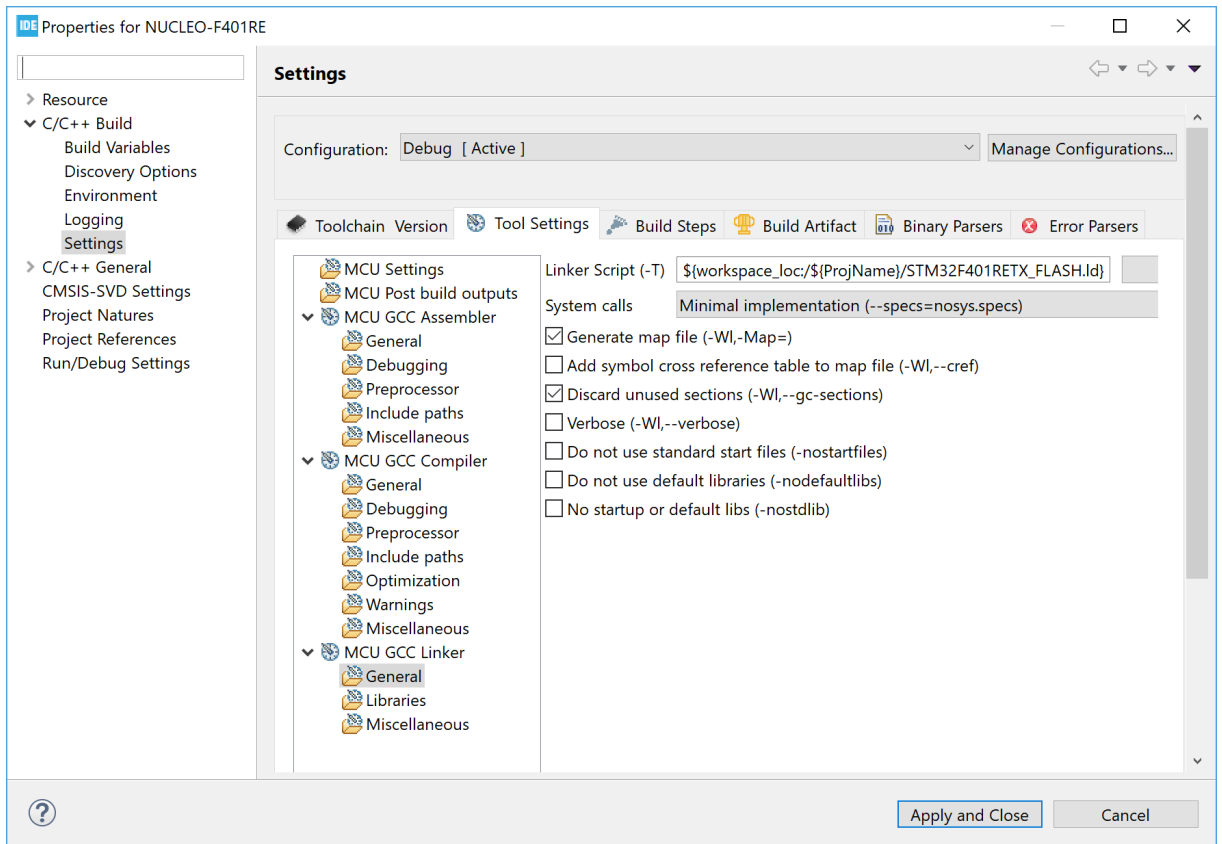 IDE Properties for NUCLEO-F401RE
Settings
Resource
C/C++ Build
Build Variables
Discovery Options
Environment
Logging
Settings
C/C++ General
CMSIS-SVD Settings
Project Natures
Project References
Run/Debug Settings
Configuration: Debug [ Active ] Manage Configurations...
Toolchain Version Tool Settings Build Steps Build Artifact Binary Parsers Error Parsers
MCU Settings
MCU Post build outputs
MCU GCC Assembler
General
Debugging
Preprocessor
Include paths
Miscellaneous
MCU GCC Compiler
General
Debugging
Preprocessor
Include paths
Optimization
Warnings
Miscellaneous
MCU GCC Linker
General
Libraries
Miscellaneous
Linker Script (-T) ${workspace_loc:/${ProjName}/STM32F401RETX_FLASH.ld}
System calls Minimal implementation (--specs=nosys.specs)
Generate map file (-Wl,-Map=)
Add symbol cross reference table to map file (-Wl,--cref)
Discard unused sections (-Wl,--gc-sections)
Verbose (-Wl,--verbose)
Do not use standard start files (-nostartfiles)
Do not use default libraries (-nodefaultlibs)
No startup or default libs (-nostdlib)
? Apply and Close Cancel